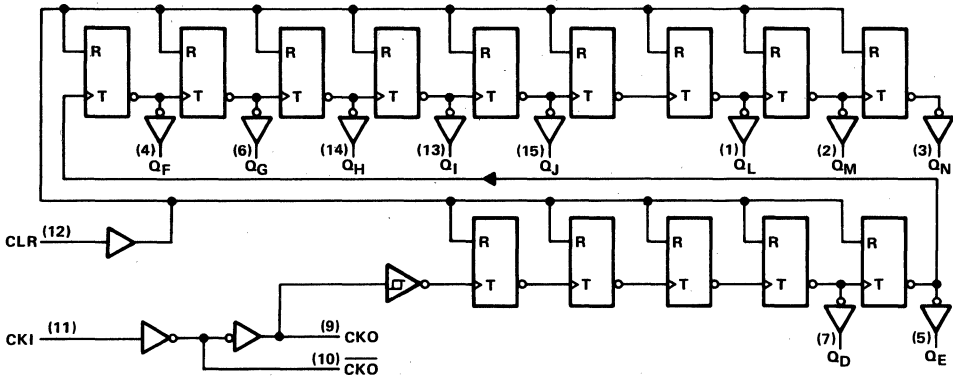 R R R R R R R R R
T T T T T T T T T
(4) (6) (14) (13) (15) (1) (2) (3)
QF QG QH QI QJ QL QM QN
CLR (12)
R R R R R
T T T T T
CKI (11) (9) CKO (7) (5)
(10) C̅K̅O̅ QD QE